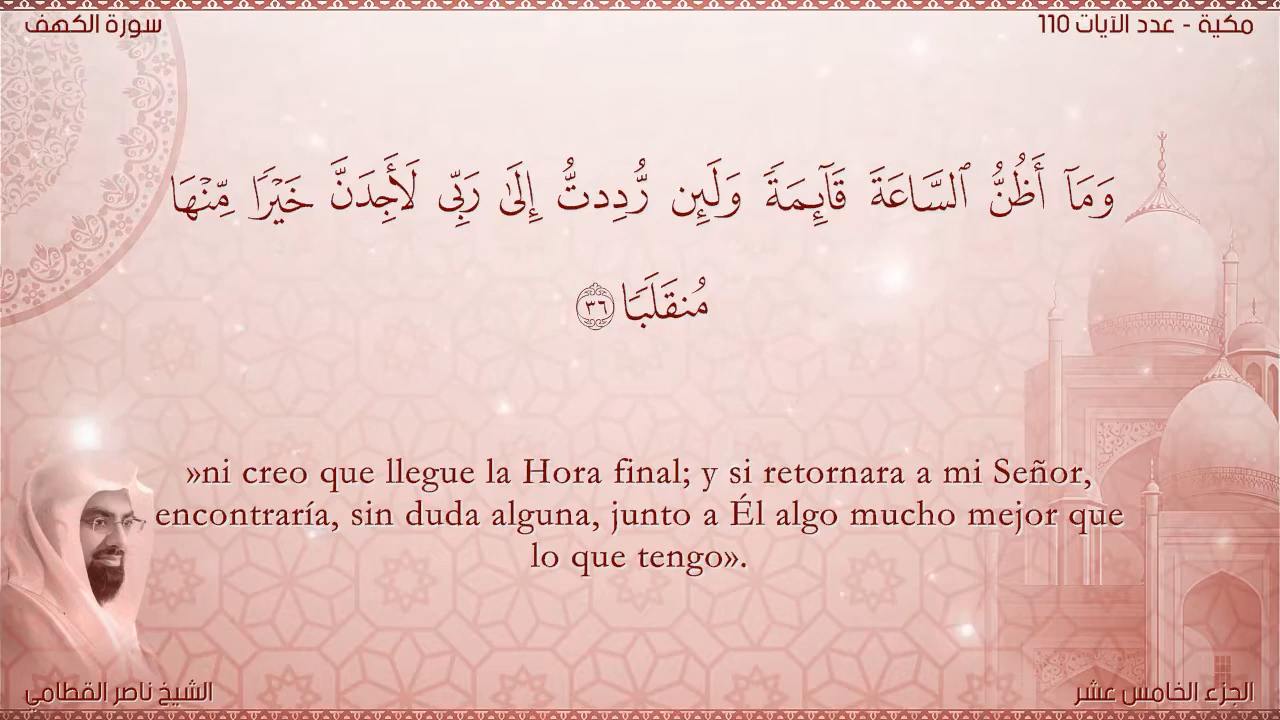 سورة الكهف
مكية - عدد الآيات 110
وَمَآ أَظُنُّ ٱلسَّاعَةَ قَآئِمَةً وَلَئِن رُّدِدتُّ إِلَىٰ رَبِّى لَأَجِدَنَّ خَيْرًا مِّنْهَا
مُنقَلَبًا ٣٦
»ni creo que llegue la Hora final; y si retornara a mi Señor,
encontraría, sin duda alguna, junto a Él algo mucho mejor que
lo que tengo».
الشيخ ناصر القطامي
الجزء الخامس عشر